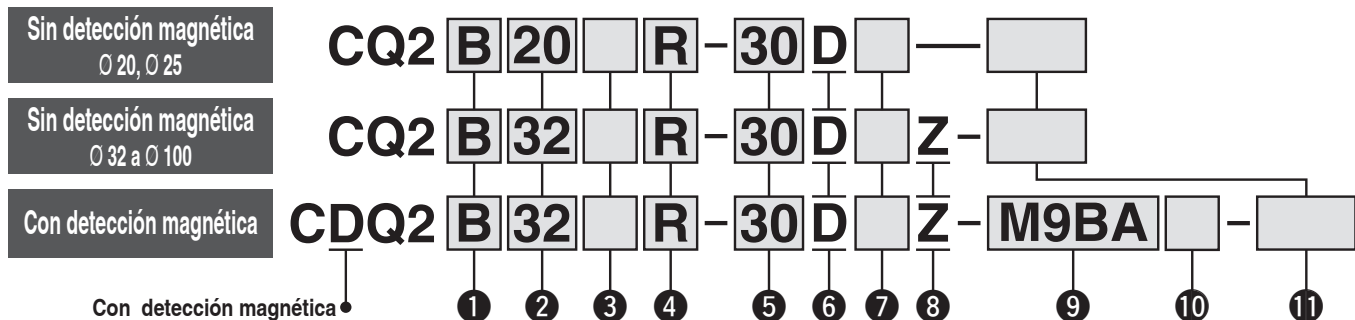 Sin detección magnética
Ø 20, Ø 25
CQ2 B 20 R - 30 D —
Sin detección magnética
Ø 32 a Ø 100
CQ2 B 32 R - 30 D Z -
Con detección magnética
CDQ2 B 32 R - 30 D Z - M9BA -
Con detección magnética
1 2 3 4 5 6 7 8 9 10 11